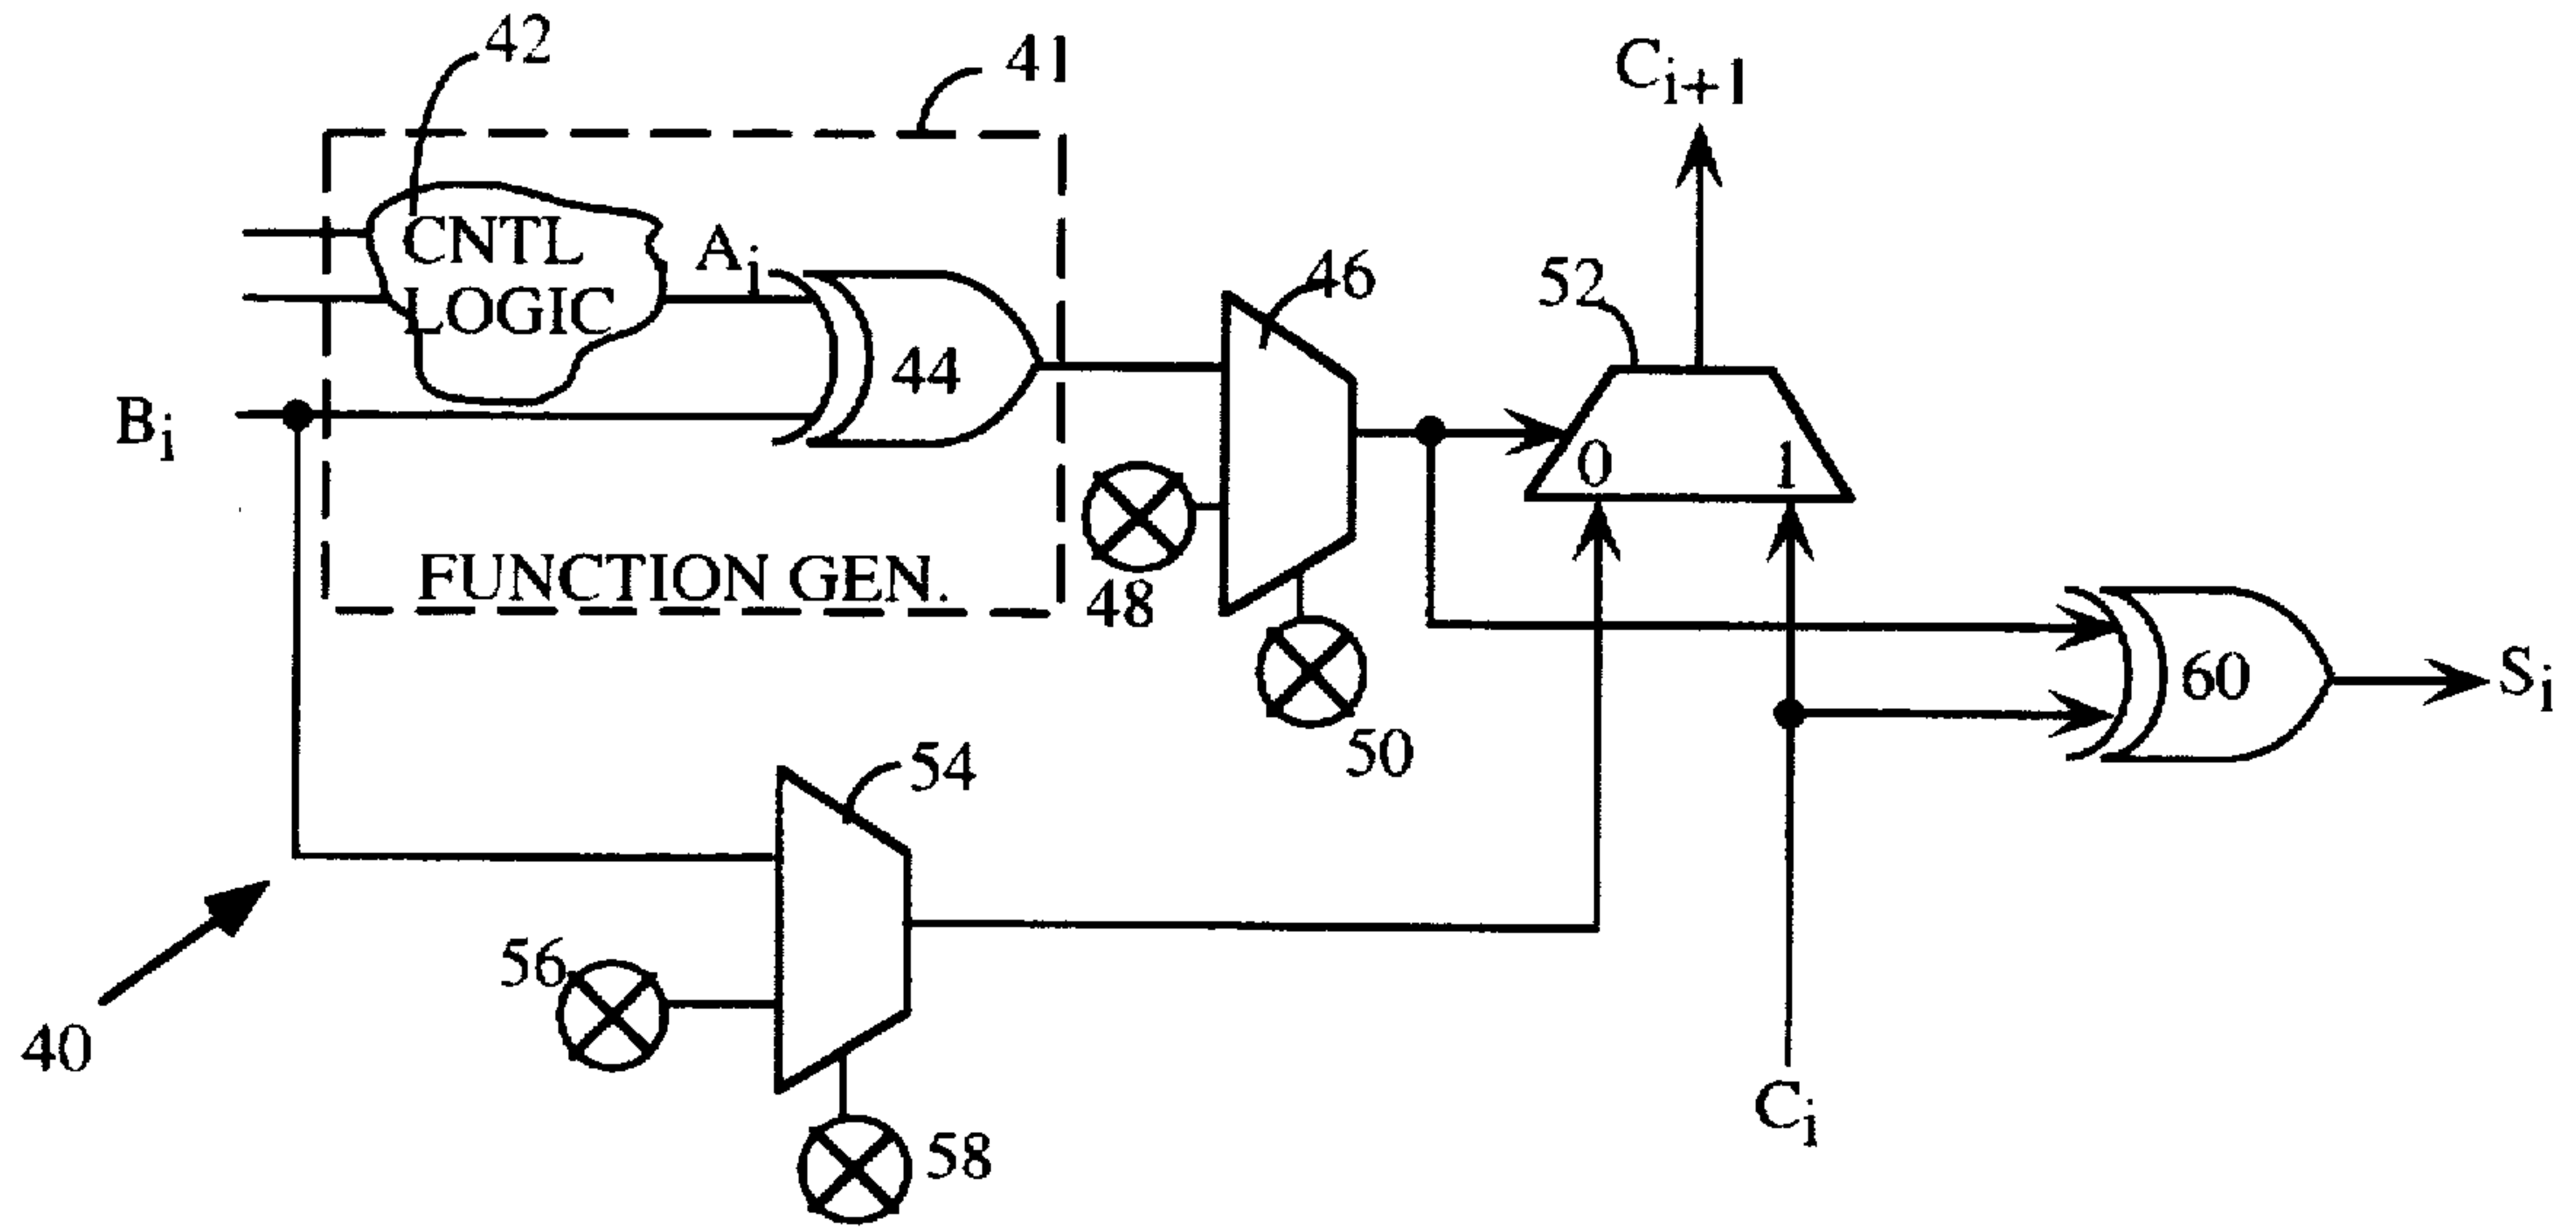 42
41
C_{i+1}
CNTL
LOGIC
A_i
46
52
44
B_i
0
1
48
FUNCTION GEN.
60
S_i
50
54
56
40
C_i
58